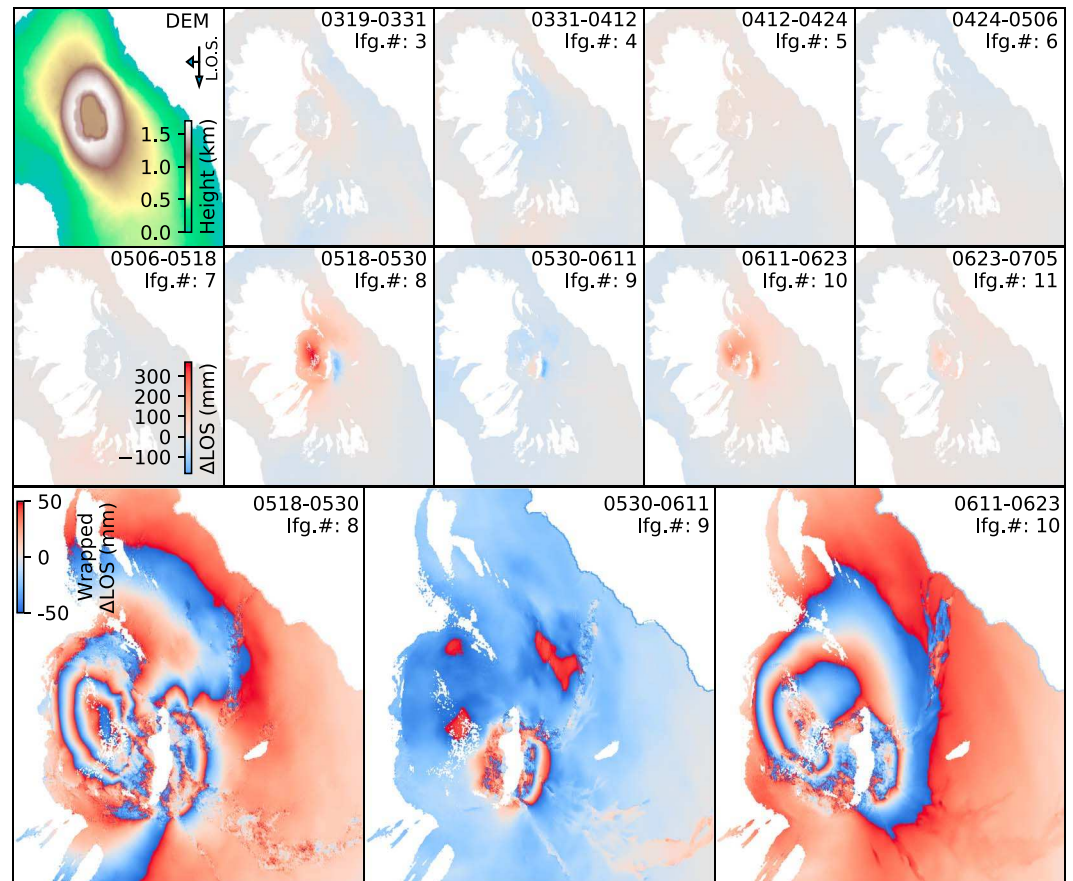 DEM
L.O.S.
1.5
1.0
0.5
0.0
Height (km)
0319-0331
Ifg.#: 3
0331-0412
Ifg.#: 4
0412-0424
Ifg.#: 5
0424-0506
Ifg.#: 6
0506-0518
Ifg.#: 7
300
200
100
0
−100
ΔLOS (mm)
0518-0530
Ifg.#: 8
0530-0611
Ifg.#: 9
0611-0623
Ifg.#: 10
0623-0705
Ifg.#: 11
50
0
-50
Wrapped
ΔLOS (mm)
0518-0530
Ifg.#: 8
0530-0611
Ifg.#: 9
0611-0623
Ifg.#: 10